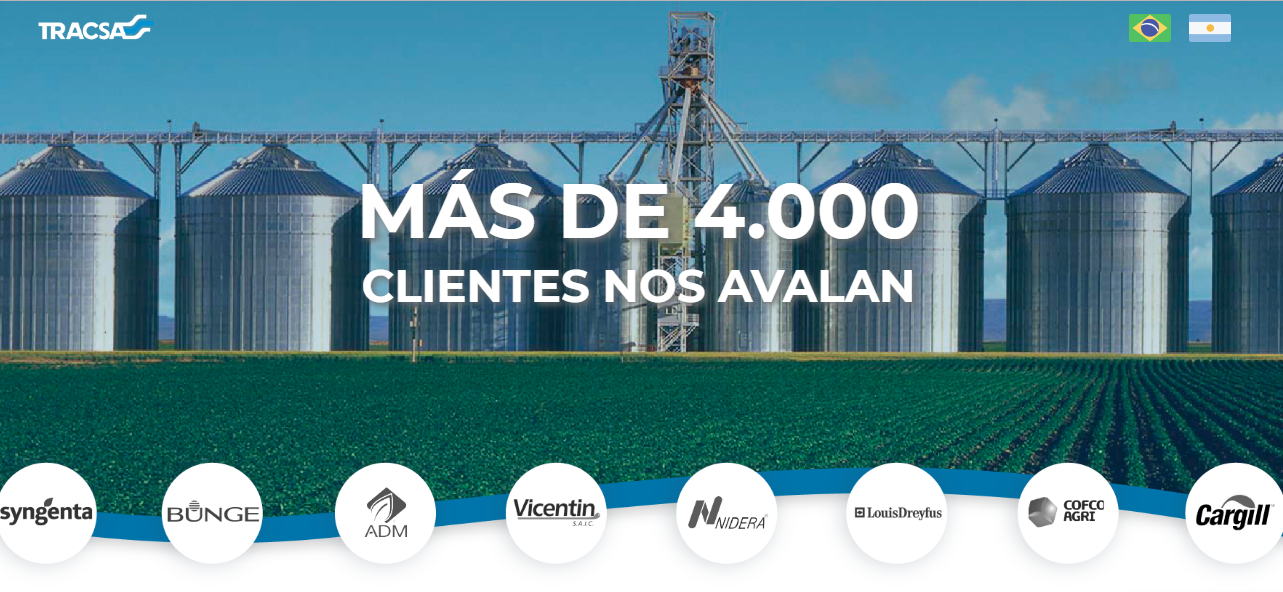 TRACSA
MÁS DE 4.000
CLIENTES NOS AVALAN
syngenta
BUNGE
ADM
Vicentin
S.A.I.C.
NIDERA®
LouisDreyfus
COFCO
AGRI
Cargill